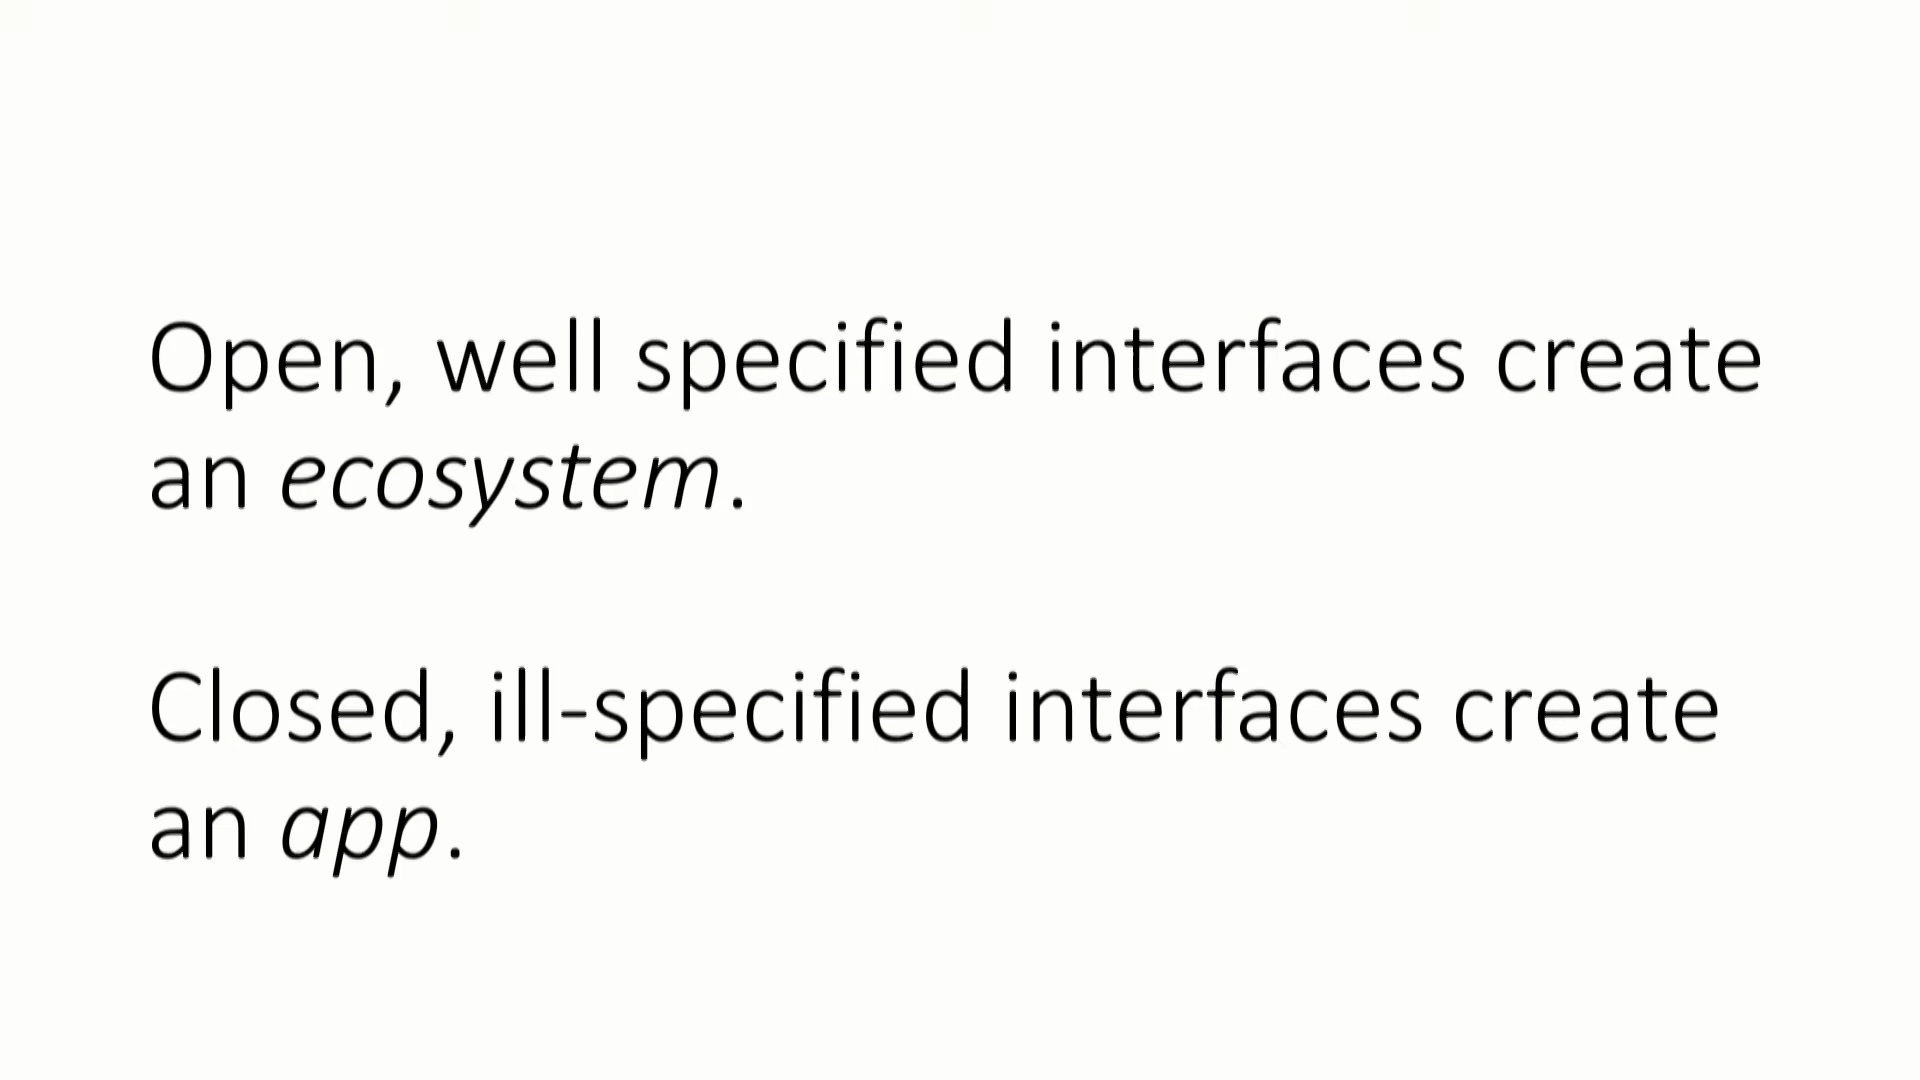 Open, well specified interfaces create
an ecosystem.
Closed, ill-specified interfaces create
an app.